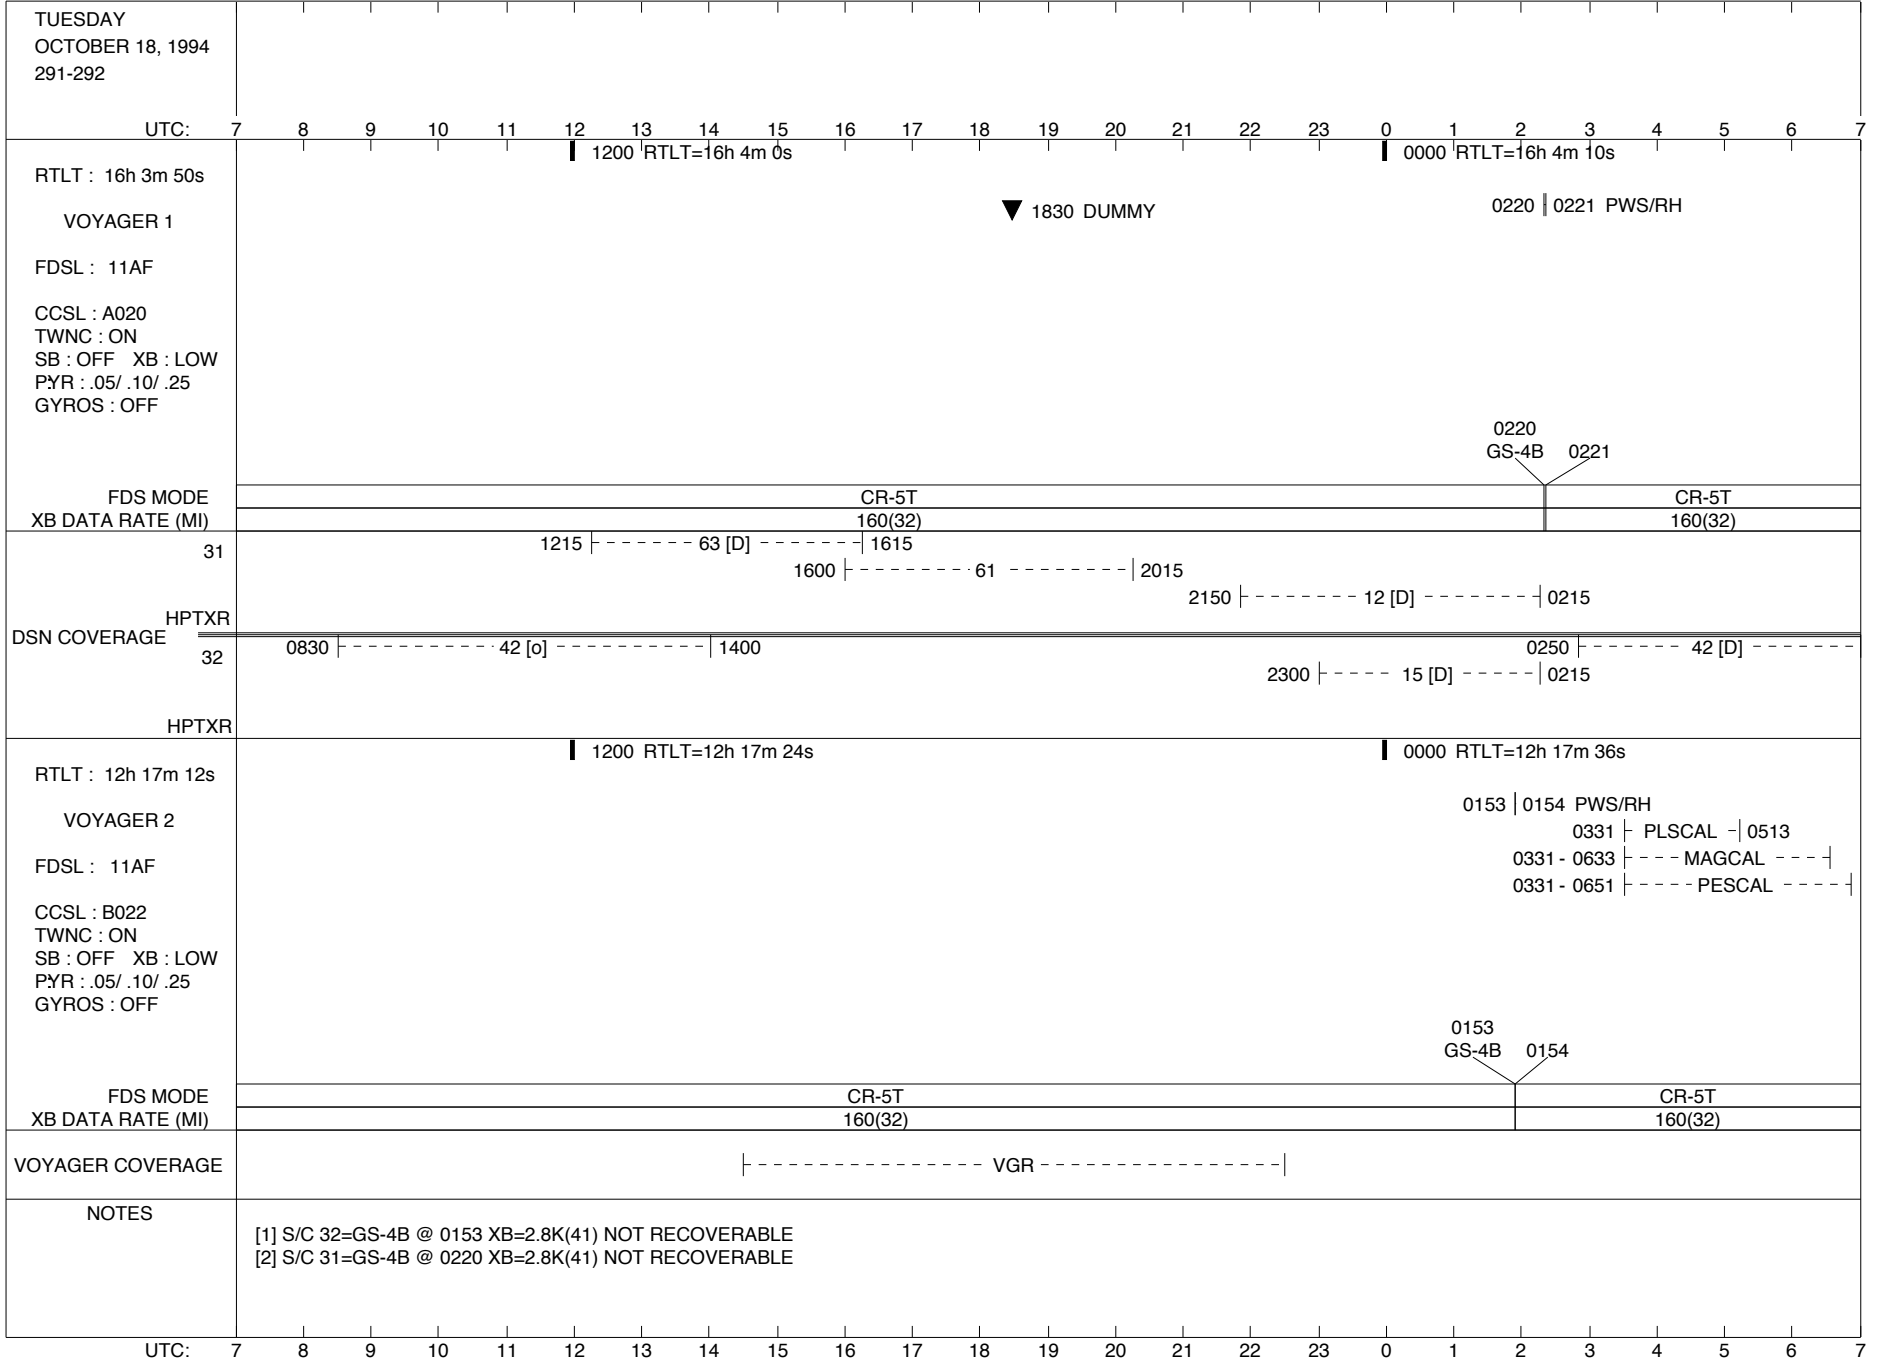 TUESDAY
OCTOBER 18, 1994
291-292
UTC: 7 8 9 10 11 12 13 14 15 16 17 18 19 20 21 22 23 0 1 2 3 4 5 6 7
1200 RTLT=16h 4m 0s 0000 RTLT=16h 4m 10s
RTLT : 16h 3m 50s
1830 DUMMY 0220 0221 PWS/RH
VOYAGER 1
FDSL : 11AF
CCSL : A020
TWNC : ON
SB : OFF XB : LOW
P:YR : .05/ .10/ .25
GYROS : OFF
0220
GS-4B 0221
FDS MODE CR-5T CR-5T
XB DATA RATE (MI) 160(32) 160(32)
31 1215 63 [D] 1615
1600 61 2015
2150 12 [D] 0215
HPTXR
DSN COVERAGE
32 0830 42 [o] 1400 0250 42 [D]
2300 15 [D] 0215
HPTXR
1200 RTLT=12h 17m 24s 0000 RTLT=12h 17m 36s
RTLT : 12h 17m 12s
0153 0154 PWS/RH
VOYAGER 2
0331 PLSCAL 0513
0331 - 0633 MAGCAL
FDSL : 11AF
0331 - 0651 PESCAL
CCSL : B022
TWNC : ON
SB : OFF XB : LOW
P:YR : .05/ .10/ .25
GYROS : OFF
0153
GS-4B 0154
FDS MODE CR-5T CR-5T
XB DATA RATE (MI) 160(32) 160(32)
VOYAGER COVERAGE VGR
NOTES
[1] S/C 32=GS-4B @ 0153 XB=2.8K(41) NOT RECOVERABLE
[2] S/C 31=GS-4B @ 0220 XB=2.8K(41) NOT RECOVERABLE
UTC: 7 8 9 10 11 12 13 14 15 16 17 18 19 20 21 22 23 0 1 2 3 4 5 6 7